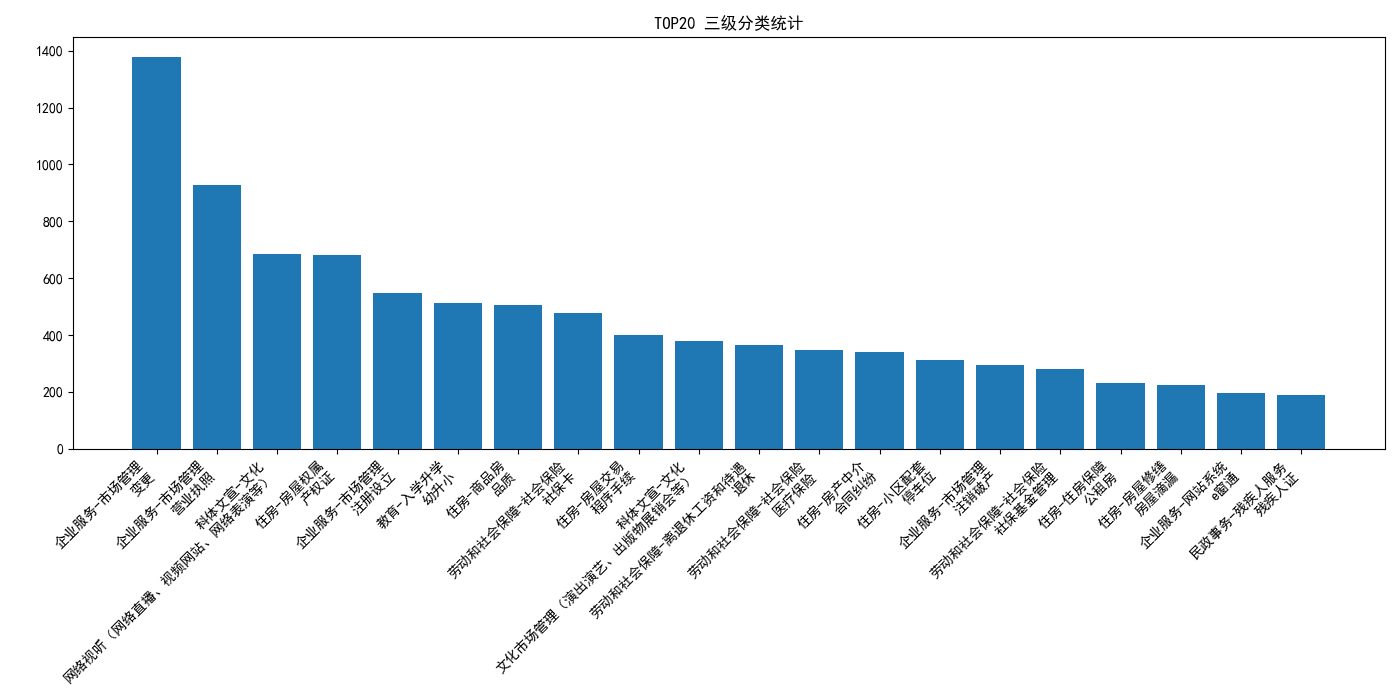 TOP20 三级分类统计
1400
1200
1000
800
600
400
200
0
企业服务-市场管理
变更
企业服务-市场管理
营业执照
科体文宣-文化
网络视听（网络直播、视频网站、网络表演等）
住房-房屋权属
产权证
企业服务-市场管理
注册设立
教育-入学升学
幼升小
住房-商品房
品质
劳动和社会保障-社会保险
社保卡
住房-房屋交易
程序手续
科体文宣-文化
文化市场管理（演出演艺、出版物展销会等）
劳动和社会保障-离退休工资和待遇
退休
劳动和社会保障-社会保险
医疗保险
住房-房产中介
合同纠纷
住房-小区配套
停车位
企业服务-市场管理
注销破产
劳动和社会保障-社会保险
社保基金管理
住房-住房保障
公租房
住房-房屋修缮
房屋滴漏
企业服务-网站系统
e窗通
民政事务-残疾人服务
残疾人证